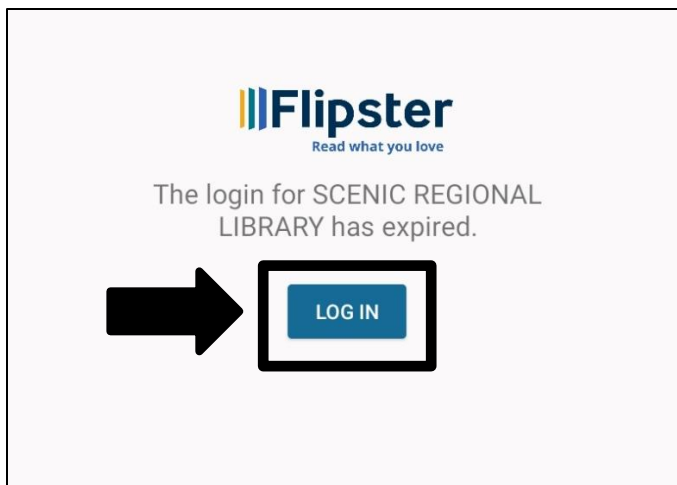 Flipster
Read what you love
The login for SCENIC REGIONAL
LIBRARY has expired.
LOG IN